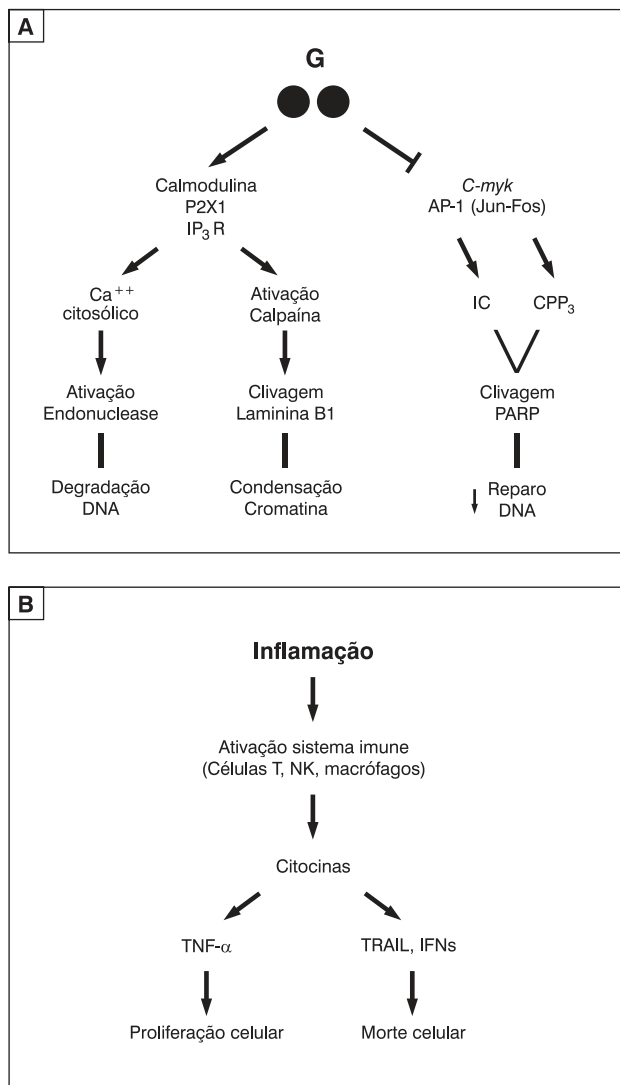 A
G
Calmodulina
P2X1
IP₃ R
C-myk
AP-1 (Jun-Fos)
Ca⁺⁺
citosólico
Ativação
Calpaína
IC
CPP₃
Ativação
Endonuclease
Clivagem
Laminina B1
Clivagem
PARP
Degradação
DNA
Condensação
Cromatina
Reparo
DNA
B
Inflamação
Ativação sistema imune
(Células T, NK, macrófagos)
Citocinas
TNF-α
TRAIL, IFNs
Proliferação celular
Morte celular